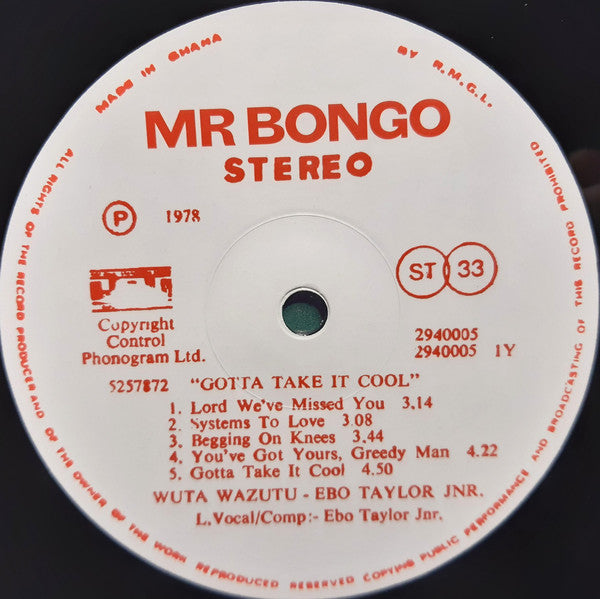 MADE IN GHANA
BY R.M.G.L.
MR BONGO
STEREO
P 1978
ST 33
Copyright
Control
Phonogram Ltd.
2940005
2940005 1Y
5257872 "GOTTA TAKE IT COOL"
1. Lord We've Missed You 3.14
2. Systems To Love 3.08
3. Begging On Knees 3.44
4. You've Got Yours, Greedy Man 4.22
5. Gotta Take It Cool 4.50
WUTA WAZUTU - EBO TAYLOR JNR.
L.Vocal/Comp:- Ebo Taylor Jnr.
ALL RIGHTS OF THE RECORD PRODUCER AND OF THE OWNER OF THE WORK REPRODUCED RESERVED COPYING PUBLIC PERFORMANCE AND BROADCASTING OF THIS RECORD PROHIBITED